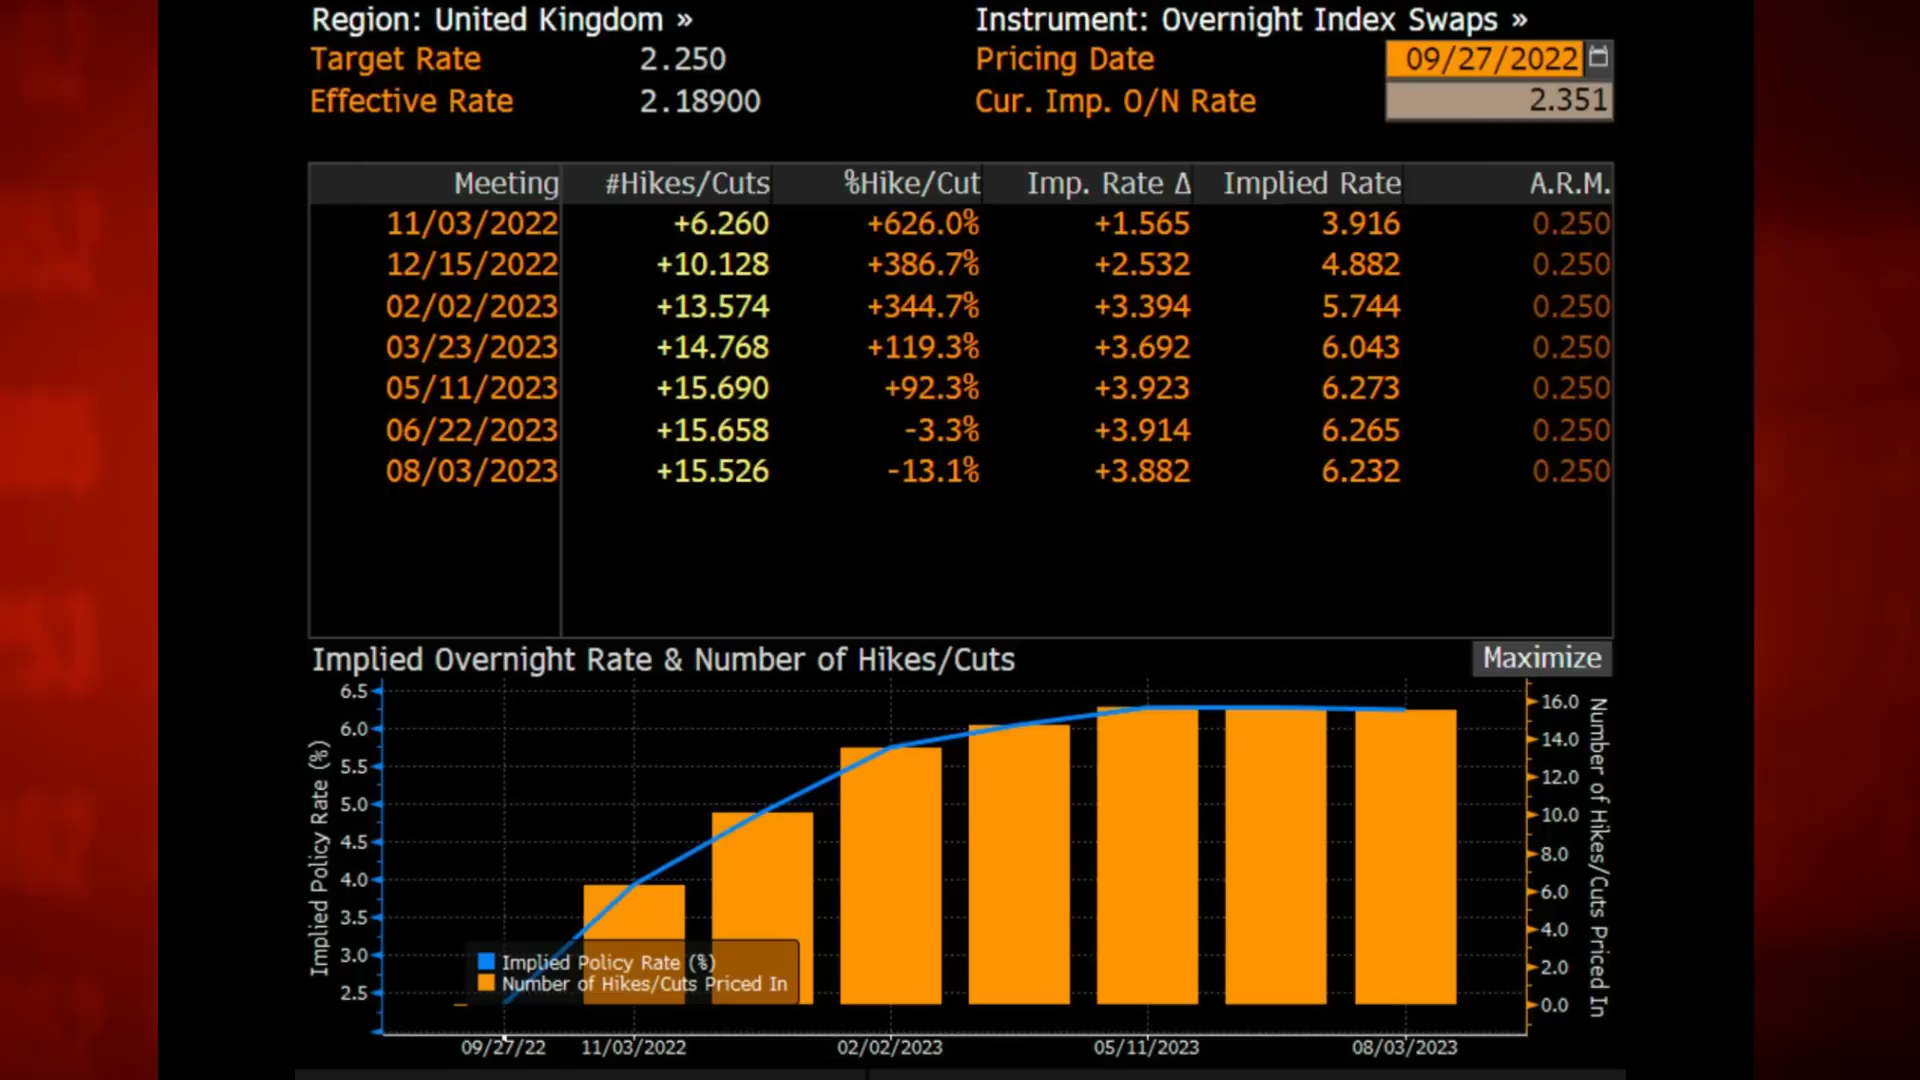 Region: United Kingdom » Instrument: Overnight Index Swaps »
Target Rate 2.250 Pricing Date 09/27/2022
Effective Rate 2.18900 Cur. Imp. O/N Rate 2.351
Meeting #Hikes/Cuts %Hike/Cut Imp. Rate Δ Implied Rate A.R.M.
11/03/2022 +6.260 +626.0% +1.565 3.916 0.250
12/15/2022 +10.128 +386.7% +2.532 4.882 0.250
02/02/2023 +13.574 +344.7% +3.394 5.744 0.250
03/23/2023 +14.768 +119.3% +3.692 6.043 0.250
05/11/2023 +15.690 +92.3% +3.923 6.273 0.250
06/22/2023 +15.658 -3.3% +3.914 6.265 0.250
08/03/2023 +15.526 -13.1% +3.882 6.232 0.250
Implied Overnight Rate & Number of Hikes/Cuts Maximize
Implied Policy Rate (%)
6.5
6.0
5.5
5.0
4.5
4.0
3.5
3.0
2.5
Implied Policy Rate (%)
Number of Hikes/Cuts Priced In
16.0
14.0
12.0
10.0
8.0
6.0
4.0
2.0
0.0
Number of Hikes/Cuts Priced In
09/27/22 11/03/2022 02/02/2023 05/11/2023 08/03/2023